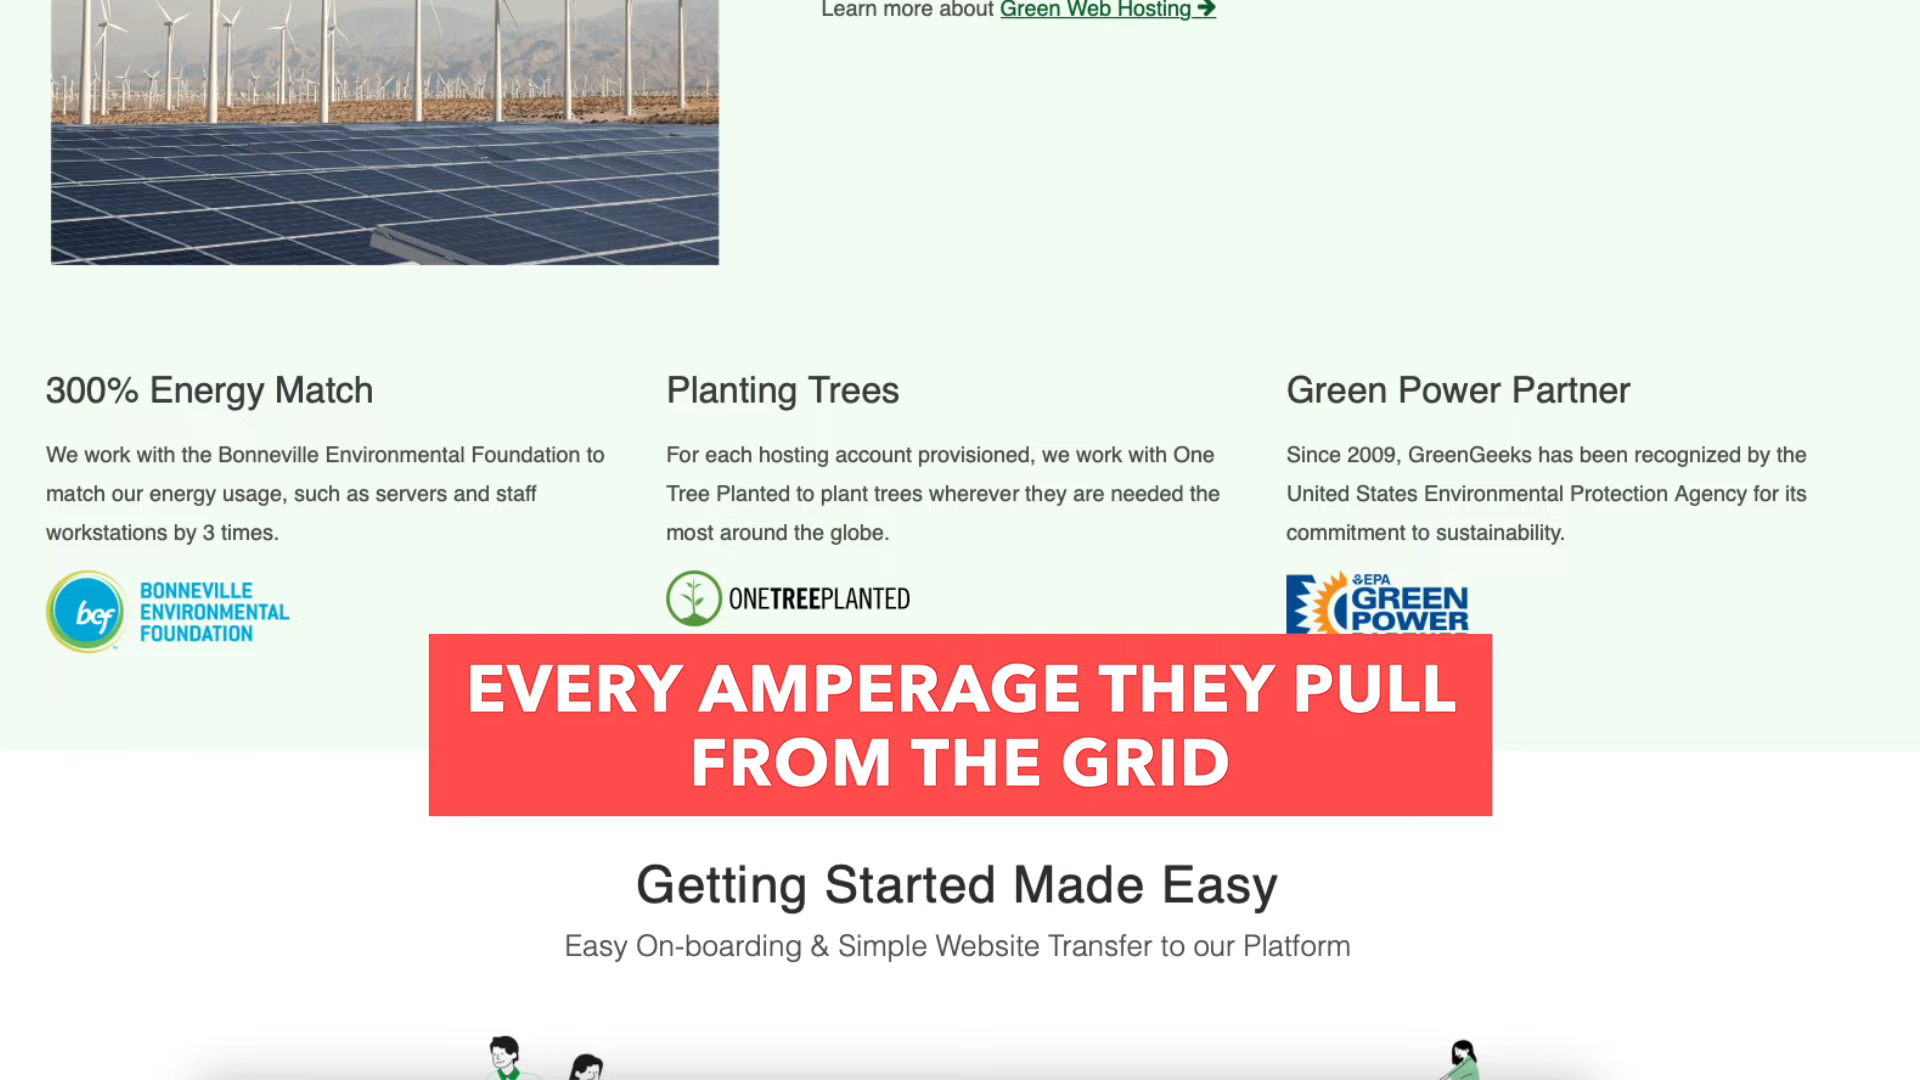 Learn more about Green Web Hosting →
300% Energy Match
We work with the Bonneville Environmental Foundation to
match our energy usage, such as servers and staff
workstations by 3 times.
bef
BONNEVILLE
ENVIRONMENTAL
FOUNDATION
Planting Trees
For each hosting account provisioned, we work with One
Tree Planted to plant trees wherever they are needed the
most around the globe.
ONETREEPLANTED
Green Power Partner
Since 2009, GreenGeeks has been recognized by the
United States Environmental Protection Agency for its
commitment to sustainability.
EPA
GREEN
POWER
EVERY AMPERAGE THEY PULL
FROM THE GRID
Getting Started Made Easy
Easy On-boarding & Simple Website Transfer to our Platform